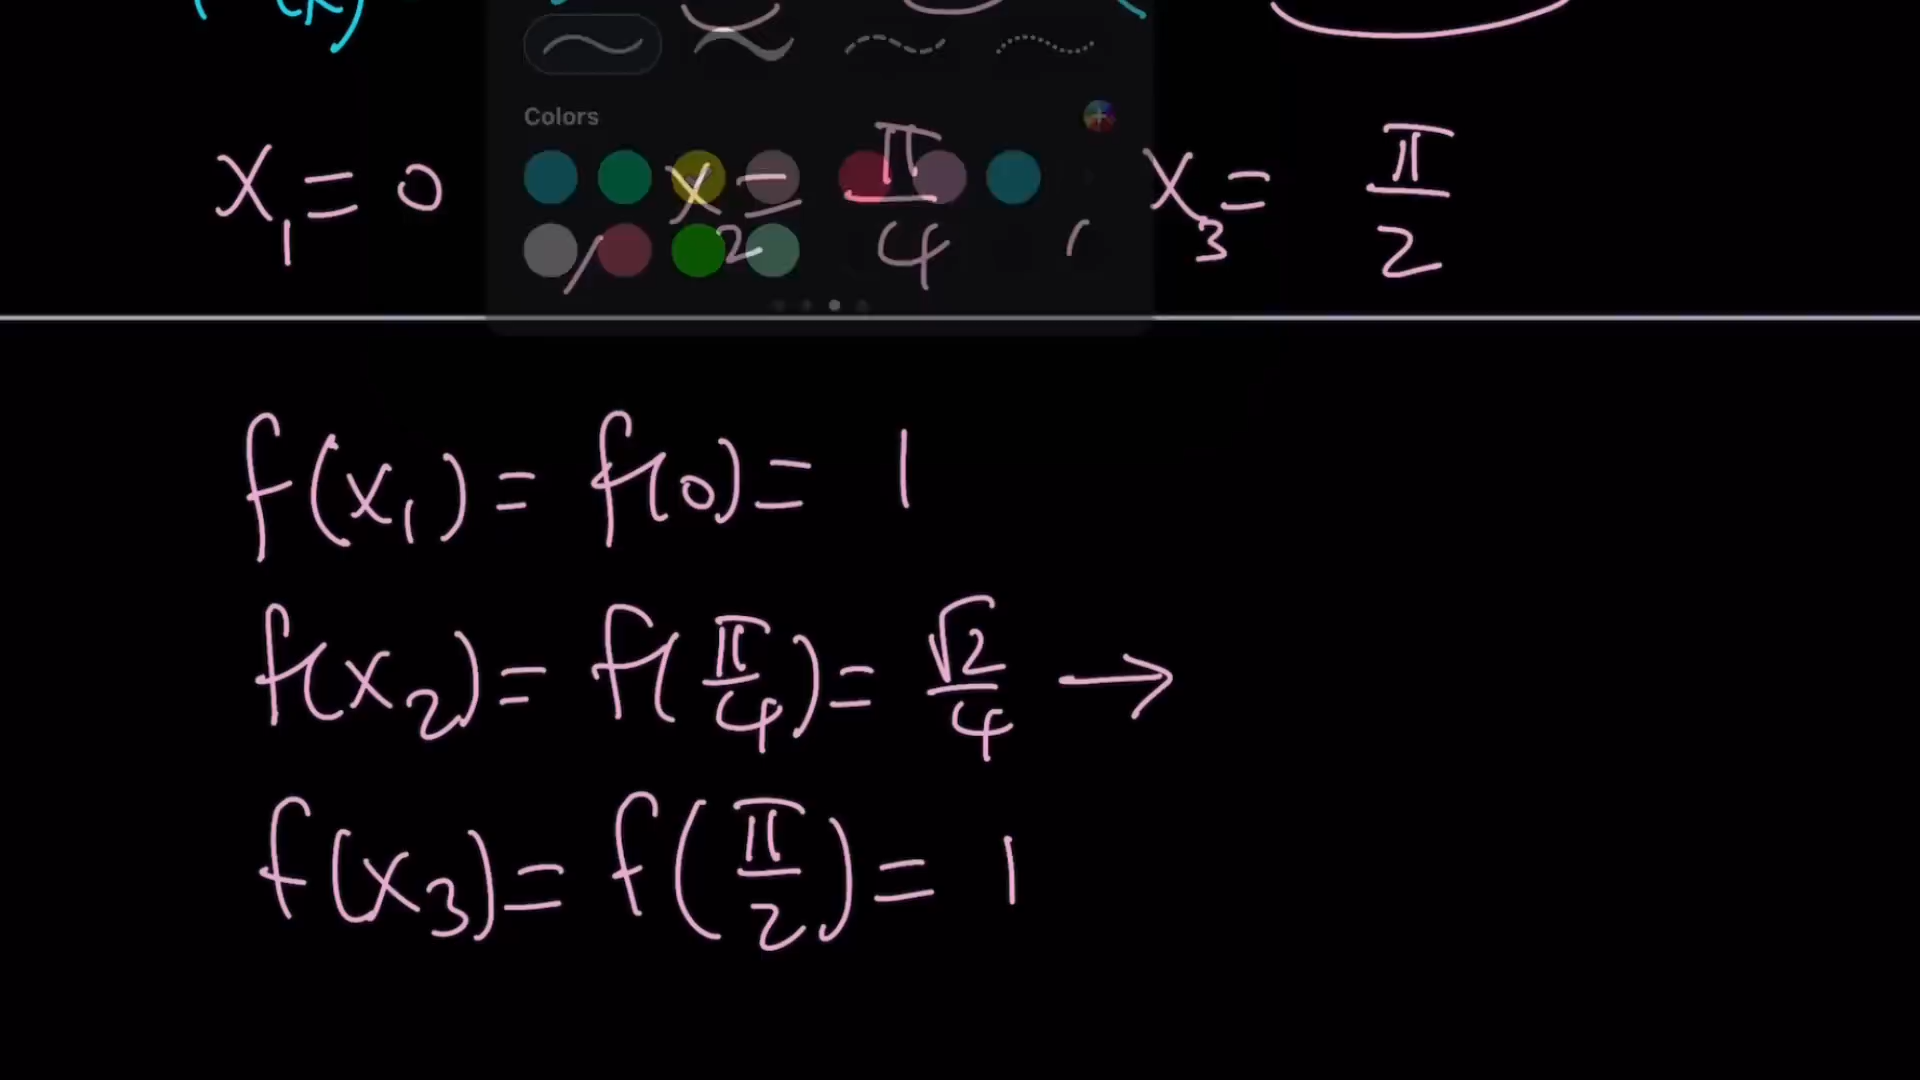 (x)
Colors
x₁ = 0 , x₂ = π/4 , x₃ = π/2
f(x₁) = f(0) = 1
f(x₂) = f(π/4) = √2/4 →
f(x₃) = f(π/2) = 1